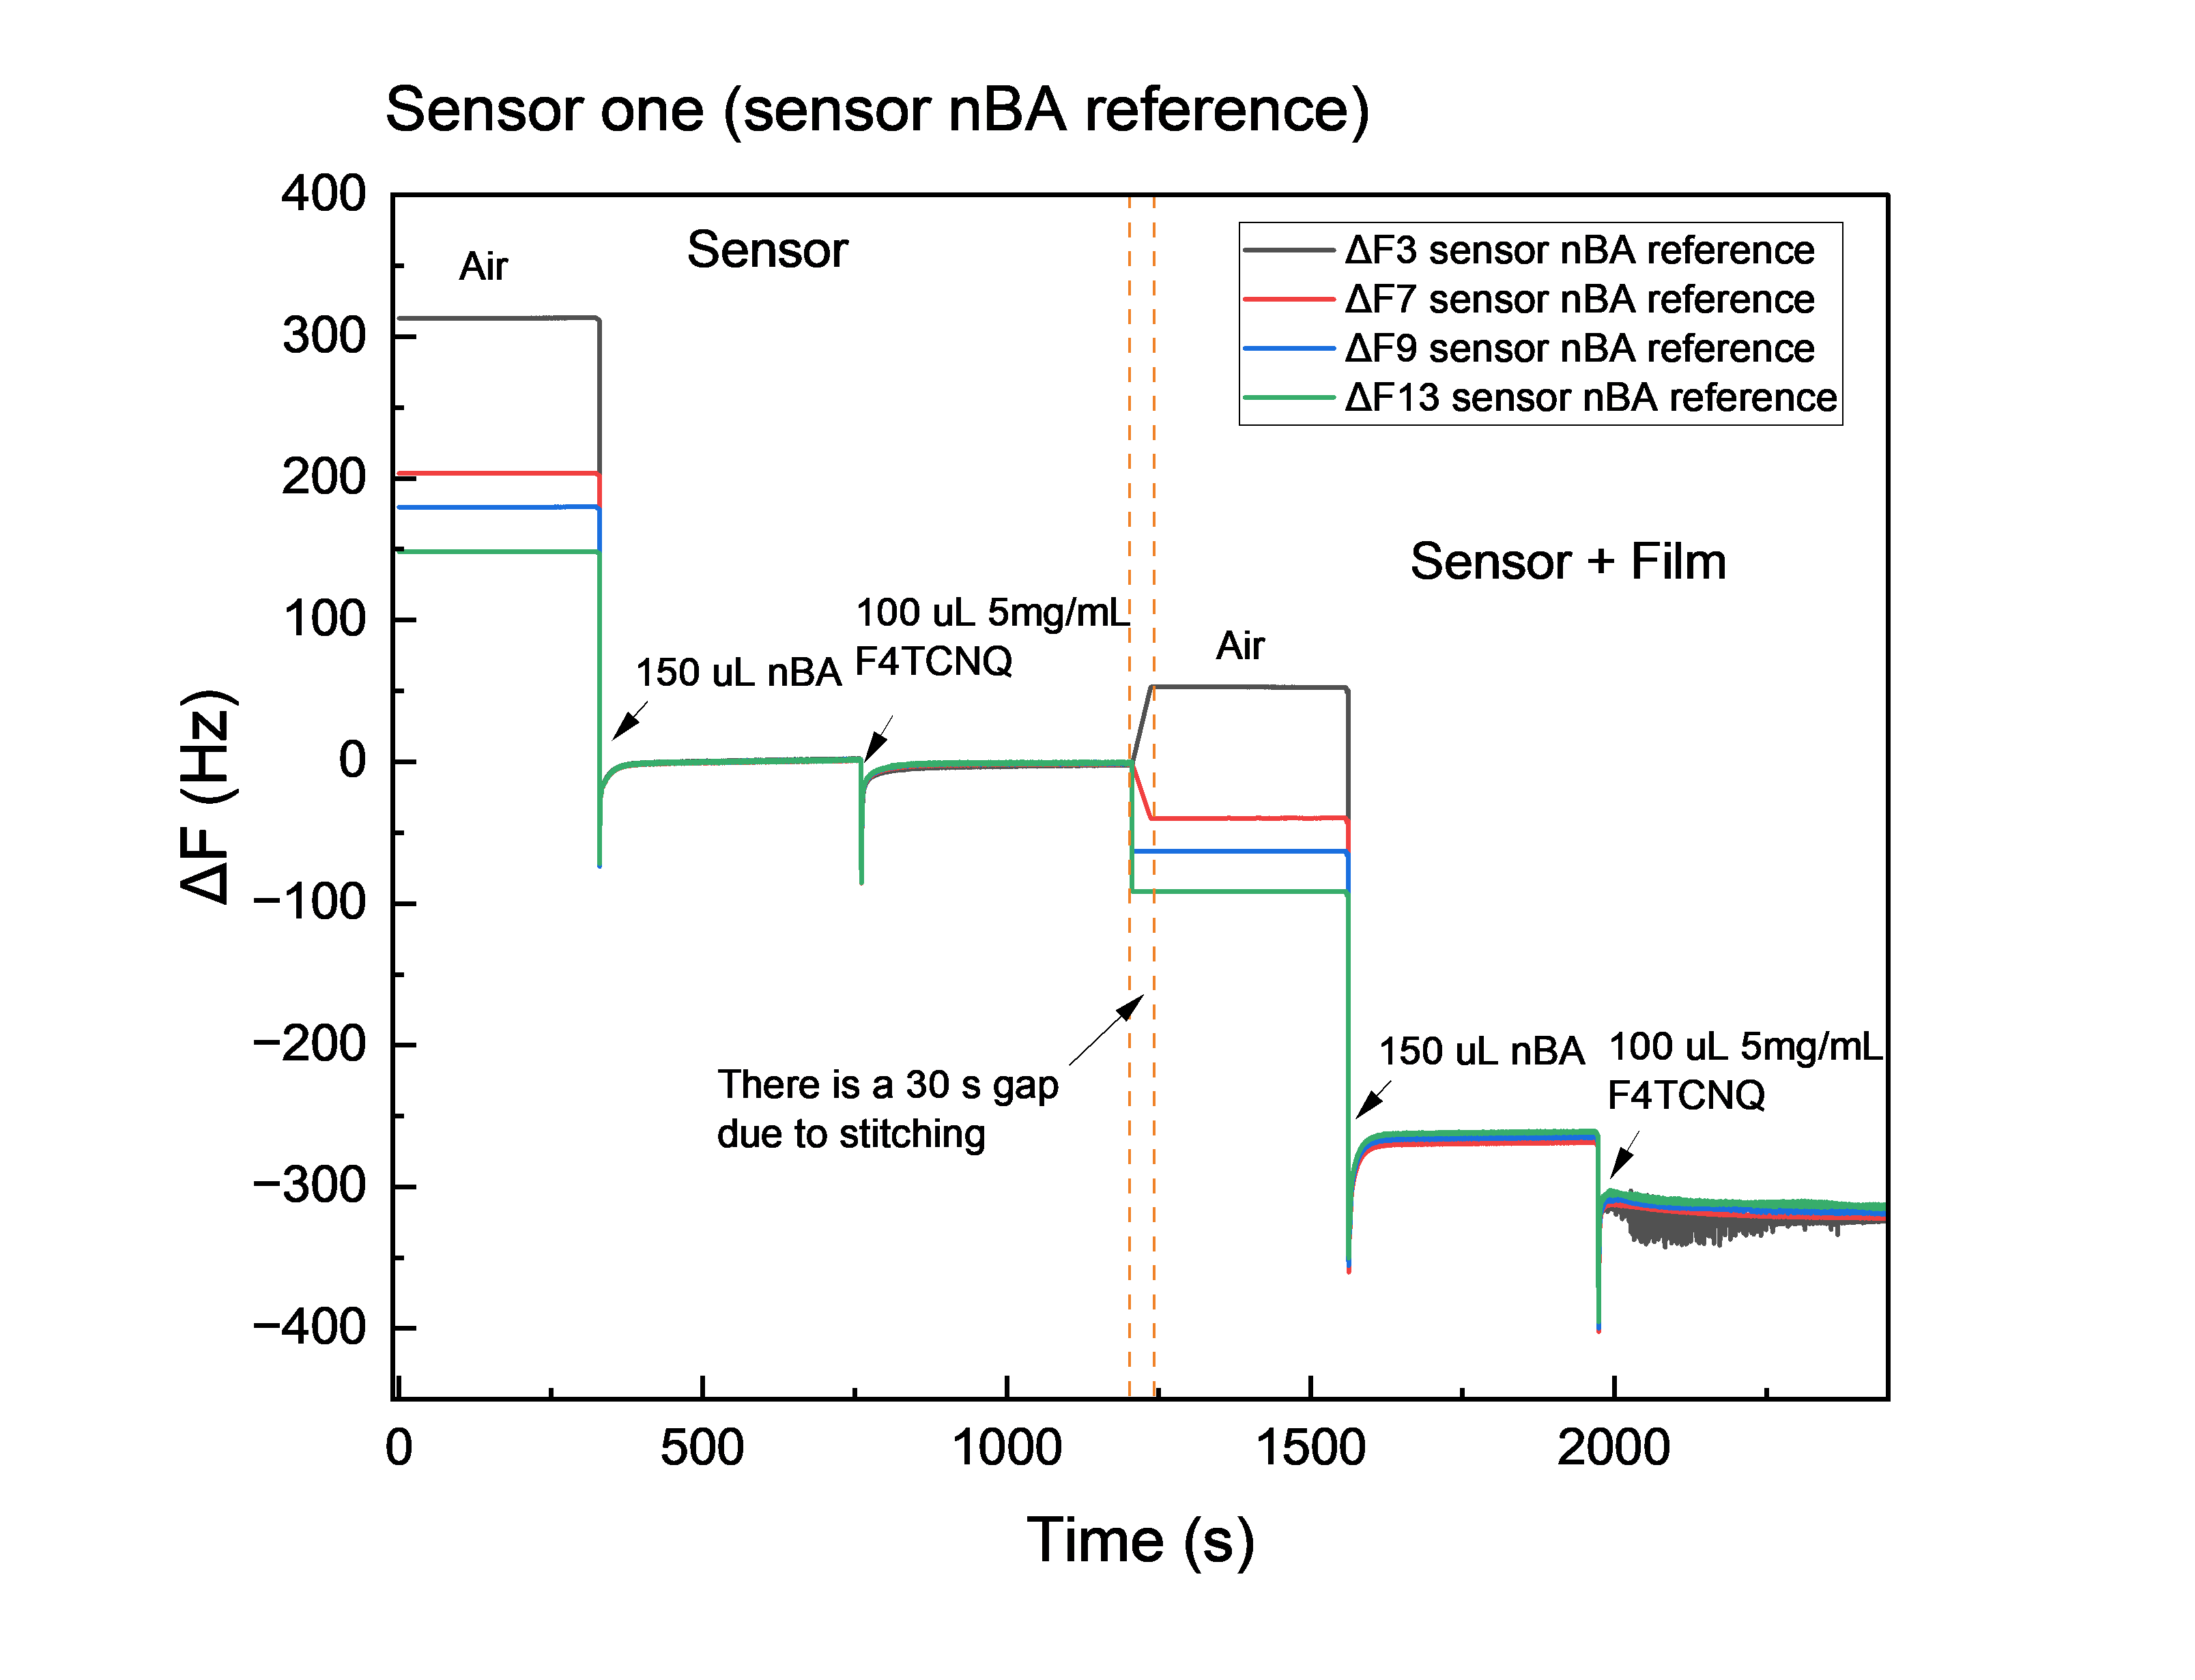 Sensor one (sensor nBA reference)
400
300
200
100
0
−100
−200
−300
−400
ΔF (Hz)
Air
Sensor
ΔF3 sensor nBA reference
ΔF7 sensor nBA reference
ΔF9 sensor nBA reference
ΔF13 sensor nBA reference
Sensor + Film
100 uL 5mg/mL
F4TCNQ
150 uL nBA
Air
There is a 30 s gap
due to stitching
150 uL nBA
100 uL 5mg/mL
F4TCNQ
0
500
1000
1500
2000
Time (s)